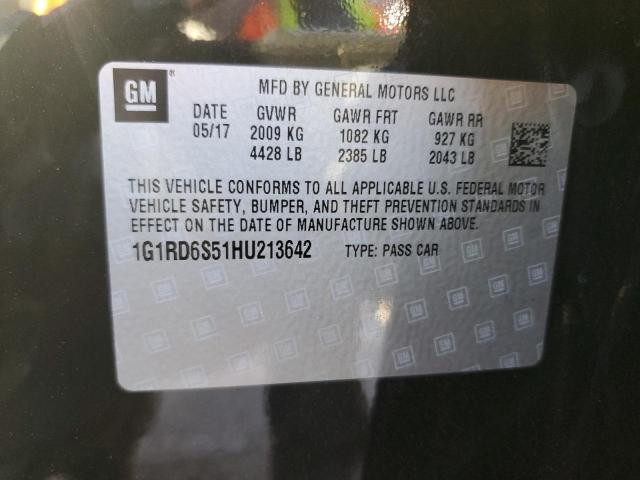 GM® MFD BY GENERAL MOTORS LLC
DATE GVWR GAWR FRT GAWR RR
05/17 2009 KG 1082 KG 927 KG
4428 LB 2385 LB 2043 LB
THIS VEHICLE CONFORMS TO ALL APPLICABLE U.S. FEDERAL MOTOR
VEHICLE SAFETY, BUMPER, AND THEFT PREVENTION STANDARDS IN
EFFECT ON THE DATE OF MANUFACTURE SHOWN ABOVE.
1G1RD6S51HU213642 TYPE: PASS CAR